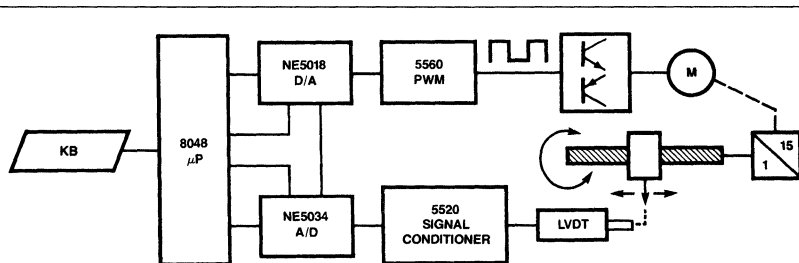 KB
8048
μP
NE5018
D/A
5560
PWM
M
15
1
NE5034
A/D
5520
SIGNAL
CONDITIONER
LVDT